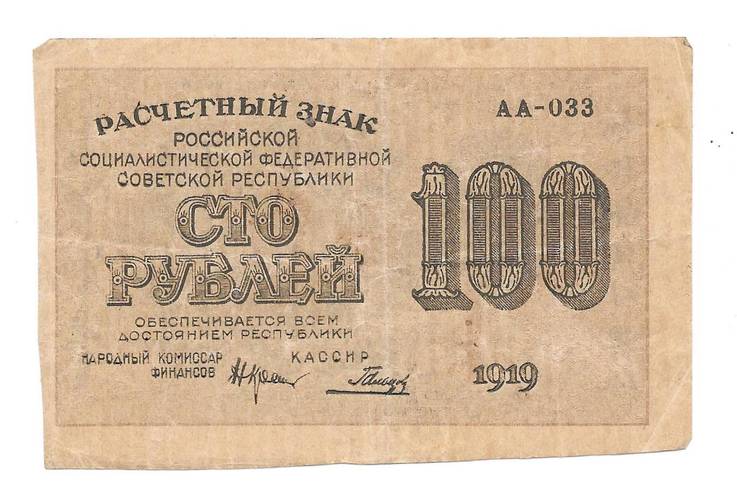 РАСЧЕТНЫЙ ЗНАК
РОССИЙСКОЙ
СОЦИАЛИСТИЧЕСКОЙ ФЕДЕРАТИВНОЙ
СОВЕТСКОЙ РЕСПУБЛИКИ
СТО
РУБЛЕЙ
ОБЕСПЕЧИВАЕТСЯ ВСЕМ
ДОСТОЯНИЕМ РЕСПУБЛИКИ
НАРОДНЫЙ КОМИССАР
ФИНАНСОВ
КАССИР
АА-033
100
1919